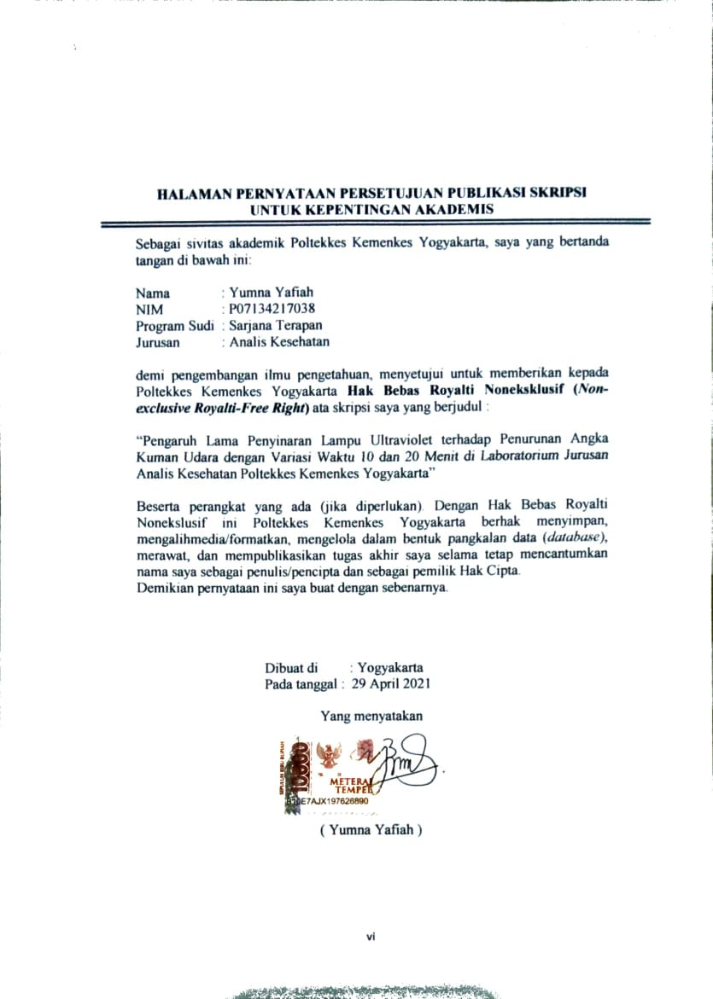 HALAMAN PERNYATAAN PERSETUJUAN PUBLIKASI SKRIPSI
UNTUK KEPENTINGAN AKADEMIS
Sebagai sivitas akademik Poltekkes Kemenkes Yogyakarta, saya yang bertanda
tangan di bawah ini:
Nama : Yumna Yafiah
NIM : P07134217038
Program Sudi : Sarjana Terapan
Jurusan : Analis Kesehatan
demi pengembangan ilmu pengetahuan, menyetujui untuk memberikan kepada
Poltekkes Kemenkes Yogyakarta Hak Bebas Royalti Noneksklusif (Non-
exclusive Royalti-Free Right) ata skripsi saya yang berjudul :
“Pengaruh Lama Penyinaran Lampu Ultraviolet terhadap Penurunan Angka
Kuman Udara dengan Variasi Waktu 10 dan 20 Menit di Laboratorium Jurusan
Analis Kesehatan Poltekkes Kemenkes Yogyakarta”
Beserta perangkat yang ada (jika diperlukan). Dengan Hak Bebas Royalti
Nonekslusif ini Poltekkes Kemenkes Yogyakarta berhak menyimpan,
mengalihmedia/formatkan, mengelola dalam bentuk pangkalan data (database),
merawat, dan mempublikasikan tugas akhir saya selama tetap mencantumkan
nama saya sebagai penulis/pencipta dan sebagai pemilik Hak Cipta.
Demikian pernyataan ini saya buat dengan sebenarnya.
Dibuat di : Yogyakarta
Pada tanggal : 29 April 2021
Yang menyatakan
SEPULUH RIBU RUPIAH
10000
METERAI
TEMPEL
( Yumna Yafiah )
vi